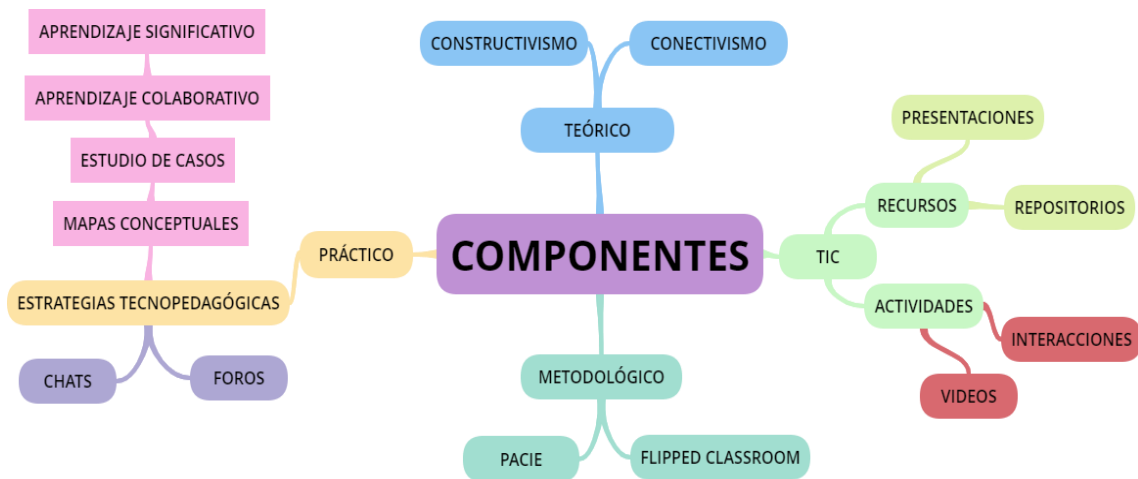 APRENDIZAJE SIGNIFICATIVO
APRENDIZAJE COLABORATIVO
ESTUDIO DE CASOS
MAPAS CONCEPTUALES
PRÁCTICO
ESTRATEGIAS TECNOPEDAGÓGICAS
CHATS
FOROS
CONSTRUCTIVISMO
CONECTIVISMO
TEÓRICO
COMPONENTES
METODOLÓGICO
PACIE
FLIPPED CLASSROOM
PRESENTACIONES
RECURSOS
REPOSITORIOS
TIC
ACTIVIDADES
INTERACCIONES
VIDEOS